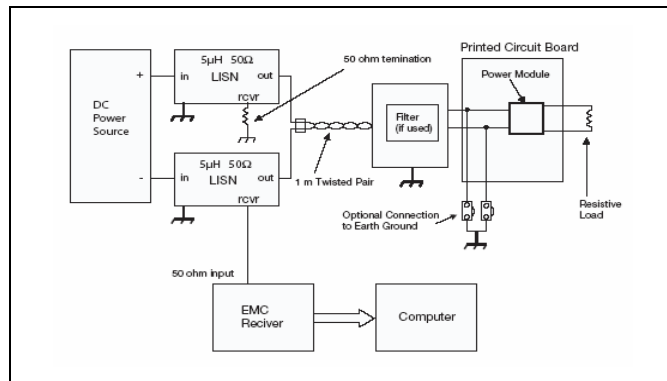 Printed Circuit Board
50 ohm temination
Power Module
5µH 50Ω
in
out
LISN
rcvr
+
DC
Power
Source
Filter
(if used)
5µH 50Ω
-
in
out
LISN
rcvr
1 m Twisted Pair
Optional Connection
to Earth Ground
Resistive
Load
50 ohm input
EMC
Reciver
Computer